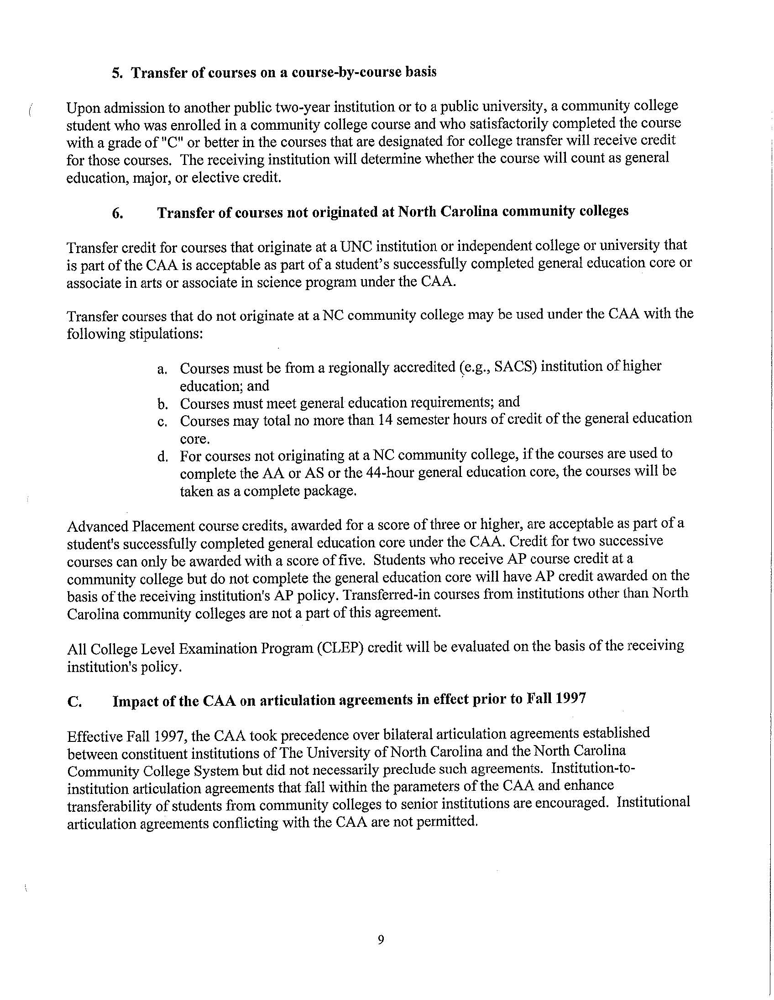 5. Transfer of courses on a course-by-course basis
Upon admission to another public two-year institution or to a public university, a community college
student who was enrolled in a community college course and who satisfactorily completed the course
with a grade of "C" or better in the courses that are designated for college transfer will receive credit
for those courses. The receiving institution will determine whether the course will count as general
education, major, or elective credit.
6. Transfer of courses not originated at North Carolina community colleges
Transfer credit for courses that originate at a UNC institution or independent college or university that
is part of the CAA is acceptable as part of a student’s successfully completed general education core or
associate in arts or associate in science program under the CAA.
Transfer courses that do not originate at a NC community college may be used under the CAA with the
following stipulations:
a. Courses must be from a regionally accredited (e.g., SACS) institution of higher
education; and
b. Courses must meet general education requirements; and
c. Courses may total no more than 14 semester hours of credit of the general education
core.
d. For courses not originating at a NC community college, if the courses are used to
complete the AA or AS or the 44-hour general education core, the courses will be
taken as a complete package.
Advanced Placement course credits, awarded for a score of three or higher, are acceptable as part of a
student's successfully completed general education core under the CAA. Credit for two successive
courses can only be awarded with a score of five. Students who receive AP course credit at a
community college but do not complete the general education core will have AP credit awarded on the
basis of the receiving institution's AP policy. Transferred-in courses from institutions other than North
Carolina community colleges are not a part of this agreement.
All College Level Examination Program (CLEP) credit will be evaluated on the basis of the receiving
institution's policy.
C. Impact of the CAA on articulation agreements in effect prior to Fall 1997
Effective Fall 1997, the CAA took precedence over bilateral articulation agreements established
between constituent institutions of The University of North Carolina and the North Carolina
Community College System but did not necessarily preclude such agreements. Institution-to-
institution articulation agreements that fall within the parameters of the CAA and enhance
transferability of students from community colleges to senior institutions are encouraged. Institutional
articulation agreements conflicting with the CAA are not permitted.
9